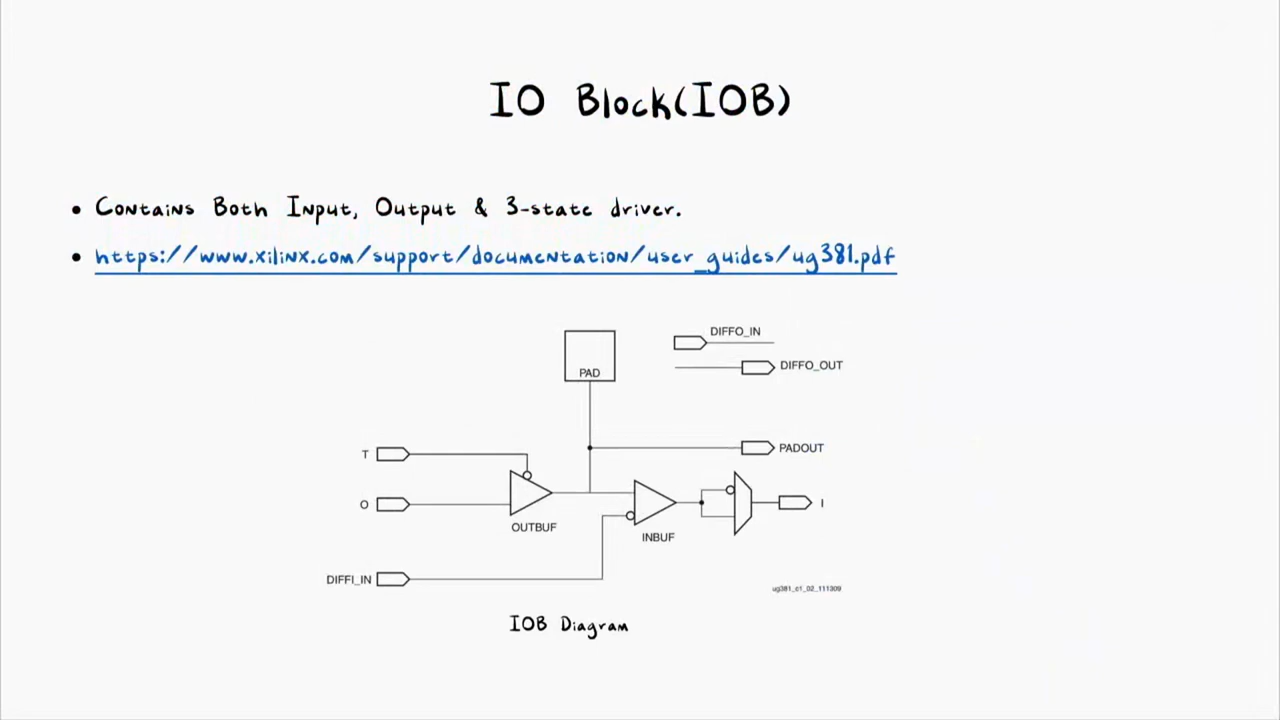 IO Block(IOB)
• Contains Both Input, Output & 3-state driver.
• https://www.xilinx.com/support/documentation/user_guides/ug381.pdf
DIFFO_IN
DIFFO_OUT
PAD
PADOUT
T
O
I
OUTBUF
INBUF
DIFFI_IN
ug381_c1_02_111309
IOB Diagram